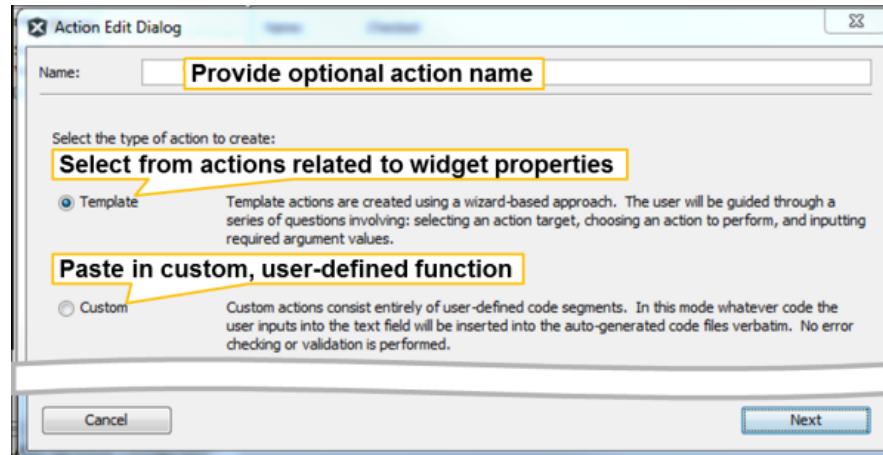 Action Edit Dialog
Name:
Provide optional action name
Select the type of action to create:
Select from actions related to widget properties
Template
Template actions are created using a wizard-based approach. The user will be guided through a
series of questions involving: selecting an action target, choosing an action to perform, and inputting
required argument values.
Paste in custom, user-defined function
Custom
Custom actions consist entirely of user-defined code segments. In this mode whatever code the
user inputs into the text field will be inserted into the auto-generated code files verbatim. No error
checking or validation is performed.
Cancel
Next